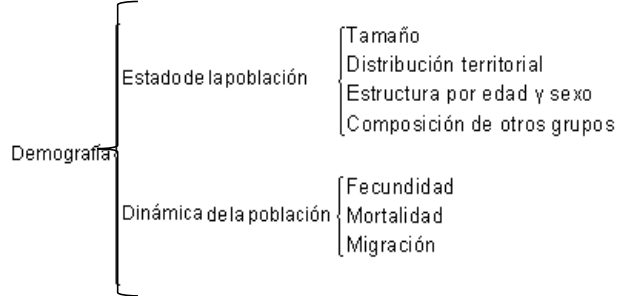 Demografía
Estado de la población
Tamaño
Distribución territorial
Estructura por edad y sexo
Composición de otros grupos
Dinámica de la población
Fecundidad
Mortalidad
Migración